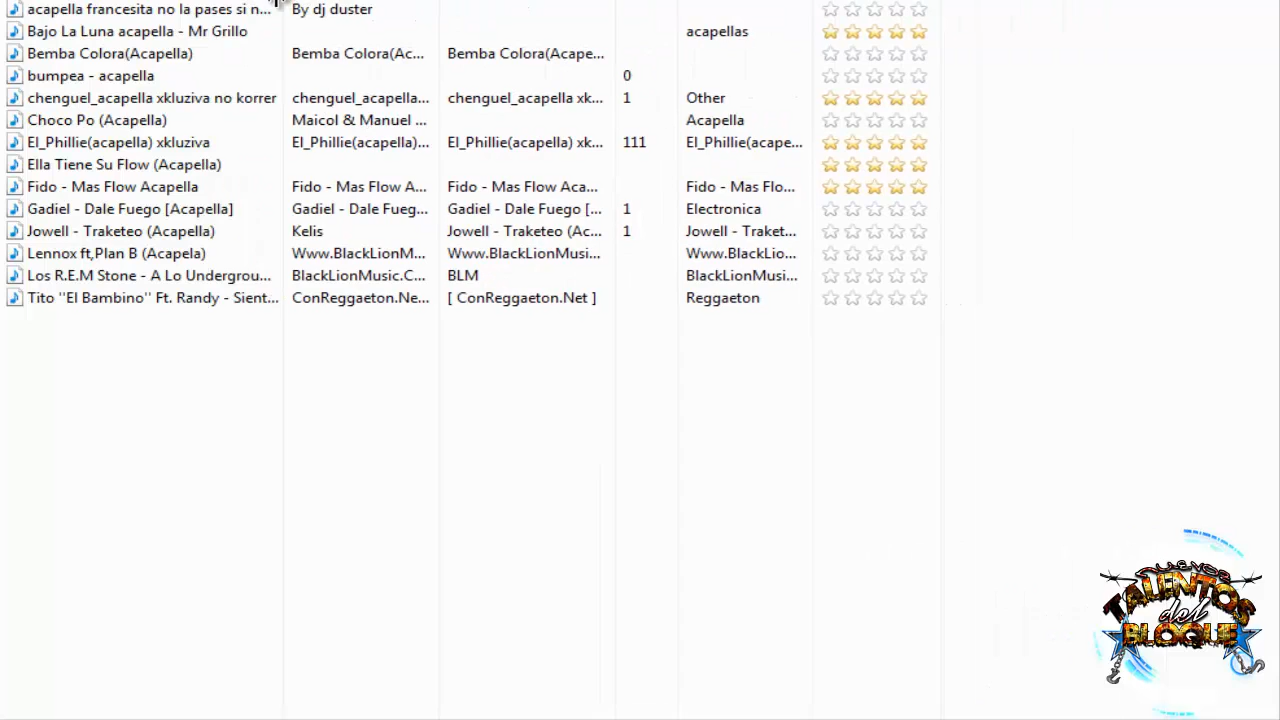 acapella francesita no la pases si n... By dj duster
Bajo La Luna acapella - Mr Grillo acapellas
Bemba Colora(Acapella) Bemba Colora(Ac... Bemba Colora(Acape...
bumpea - acapella 0
chenguel_acapella xkluziva no korrer chenguel_acapella... chenguel_acapella xk... 1 Other
Choco Po (Acapella) Maicol & Manuel ... Acapella
El_Phillie(acapella) xkluziva El_Phillie(acapella)... El_Phillie(acapella) xk... 111 El_Phillie(acape...
Ella Tiene Su Flow (Acapella)
Fido - Mas Flow Acapella Fido - Mas Flow A... Fido - Mas Flow Aca... Fido - Mas Flo...
Gadiel - Dale Fuego [Acapella] Gadiel - Dale Fueg... Gadiel - Dale Fuego [... 1 Electronica
Jowell - Traketeo (Acapella) Kelis Jowell - Traketeo (Ac... 1 Jowell - Traket...
Lennox ft,Plan B (Acapela) Www.BlackLionM... Www.BlackLionMusi... Www.BlackLio...
Los R.E.M Stone - A Lo Undergrou... BlackLionMusic.C... BLM BlackLionMusi...
Tito ''El Bambino'' Ft. Randy - Sient... ConReggaeton.Ne... [ ConReggaeton.Net ] Reggaeton
NUEVOS
TALENTOS
del
BLOQUE